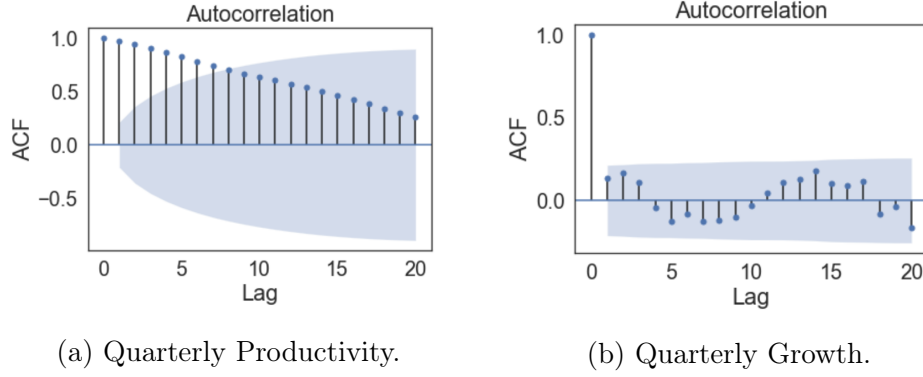 Autocorrelation
1.0
0.5
0.0
−0.5
ACF
0 5 10 15 20
Lag
(a) Quarterly Productivity.
Autocorrelation
1.0
0.5
0.0
ACF
0 5 10 15 20
Lag
(b) Quarterly Growth.